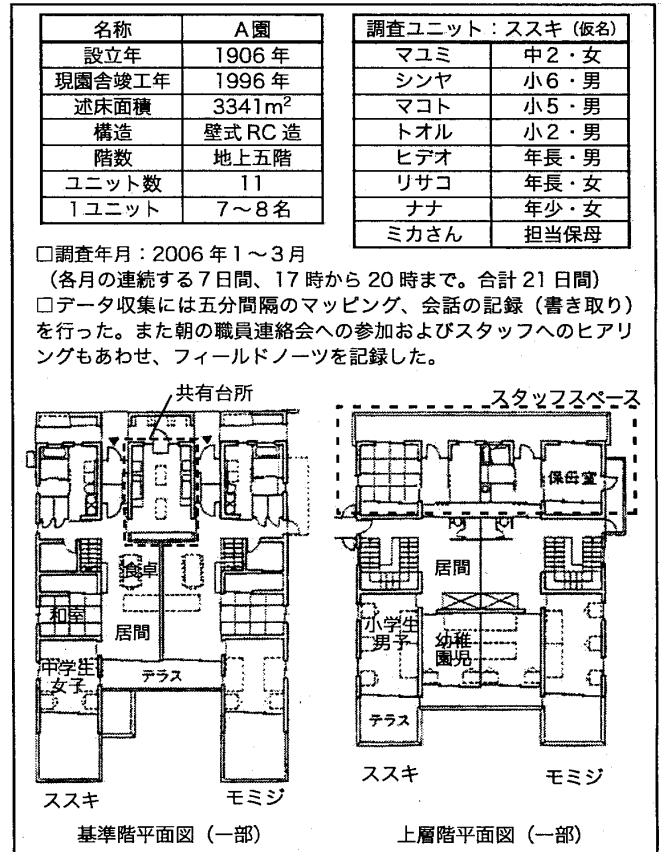 名称 A園
設立年 1906年
現園舎竣工年 1996年
述床面積 3341m²
構造 壁式RC造
階数 地上五階
ユニット数 11
1ユニット 7〜8名
調査ユニット：ススキ（仮名）
マユミ 中2・女
シンヤ 小6・男
マコト 小5・男
トオル 小2・男
ヒデオ 年長・男
リサコ 年長・女
ナナ 年少・女
ミカさん 担当保母
□調査年月：2006年1〜3月
（各月の連続する7日間、17時から20時まで。合計21日間）
□データ収集には五分間隔のマッピング、会話の記録（書き取り）
を行った。また朝の職員連絡会への参加およびスタッフへのヒアリ
ングもあわせ、フィールドノーツを記録した。
共有台所
食卓
和室
居間
中学生
女子
テラス
ススキ
モミジ
基準階平面図（一部）
スタッフスペース
保母室
居間
小学生
男子
幼稚
園児
テラス
ススキ
モミジ
上層階平面図（一部）